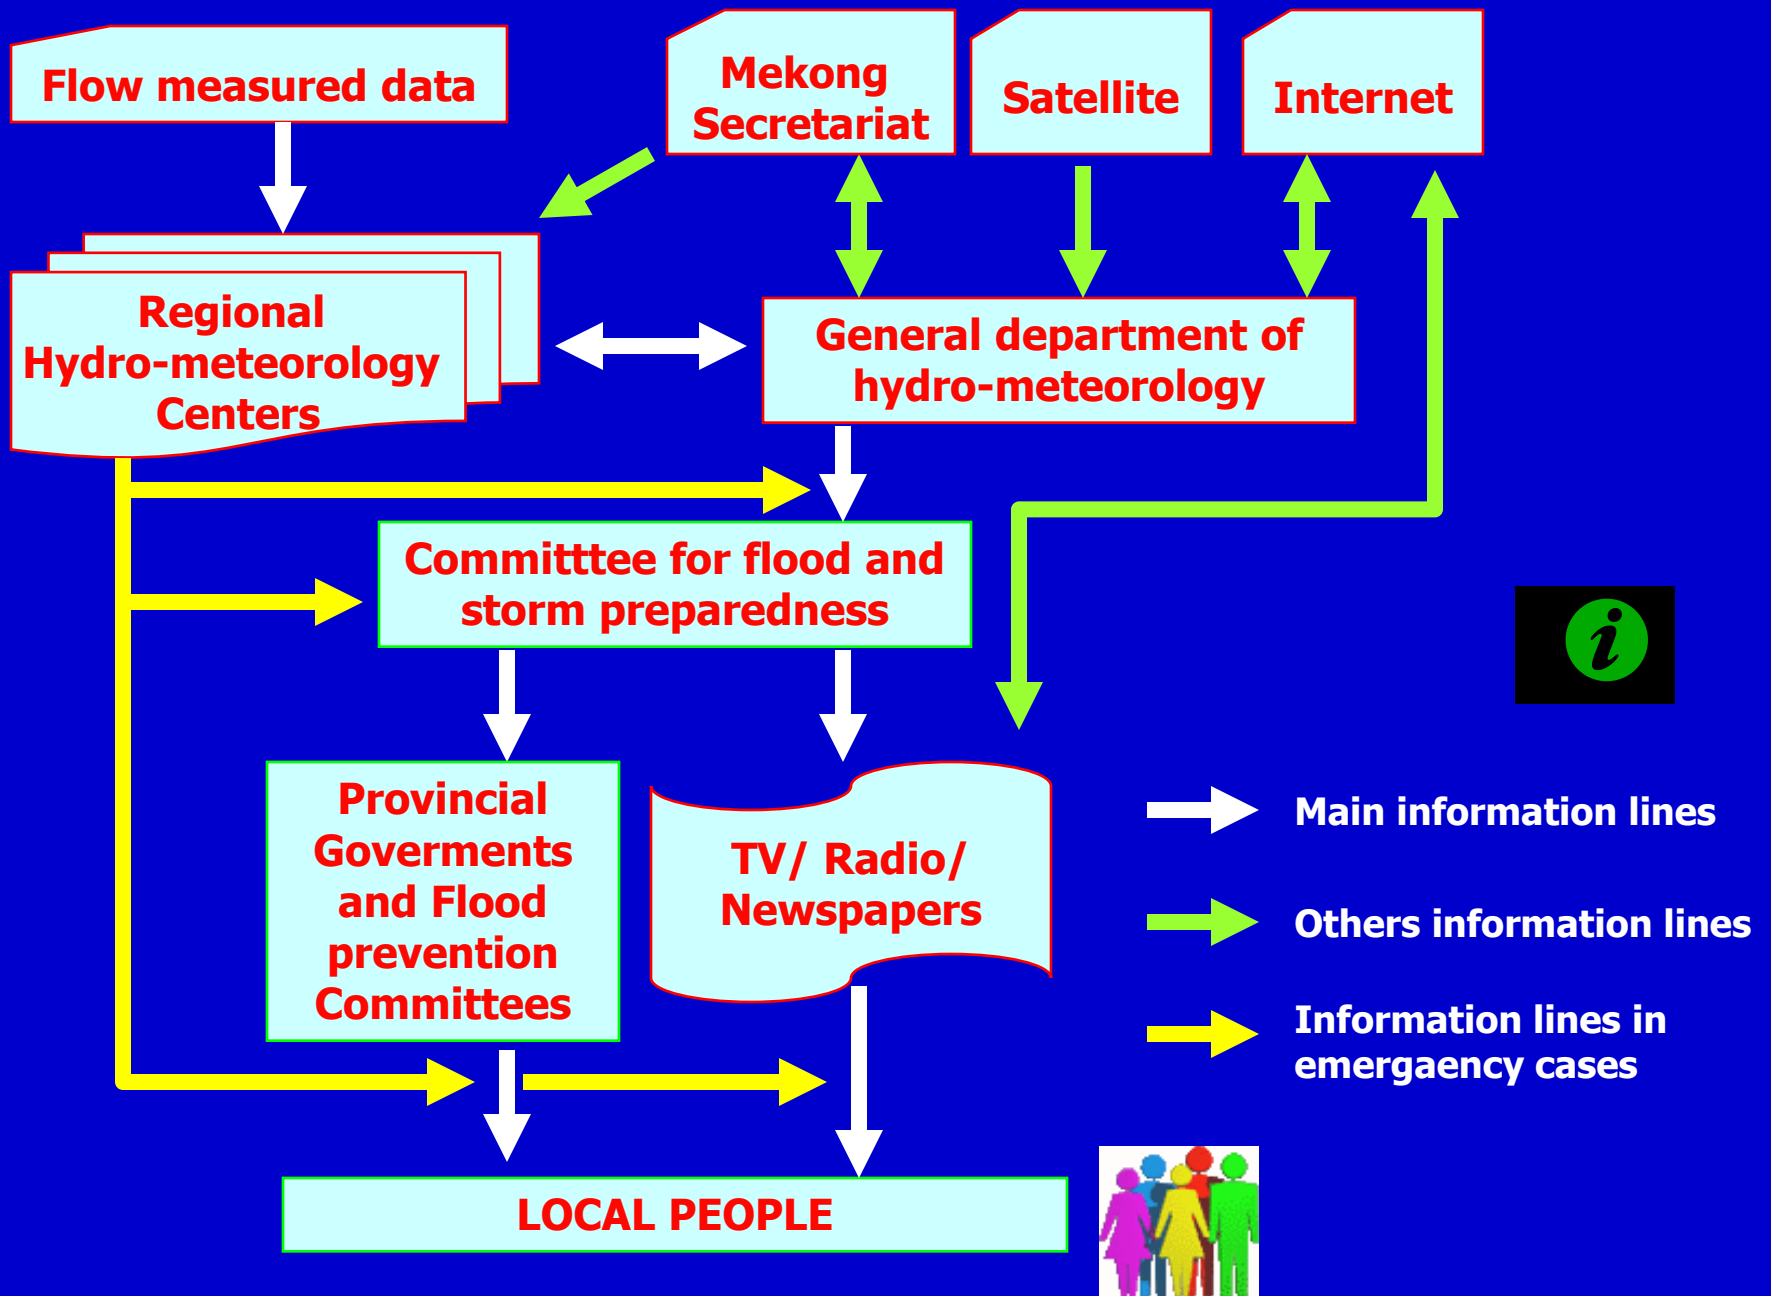 Flow measured data
Mekong
Secretariat
Satellite
Internet
Regional
Hydro-meteorology
Centers
General department of
hydro-meteorology
Committtee for flood and
storm preparedness
Provincial
Goverments
and Flood
prevention
Committees
TV/ Radio/
Newspapers
i
Main information lines
Others information lines
Information lines in
emergaency cases
LOCAL PEOPLE